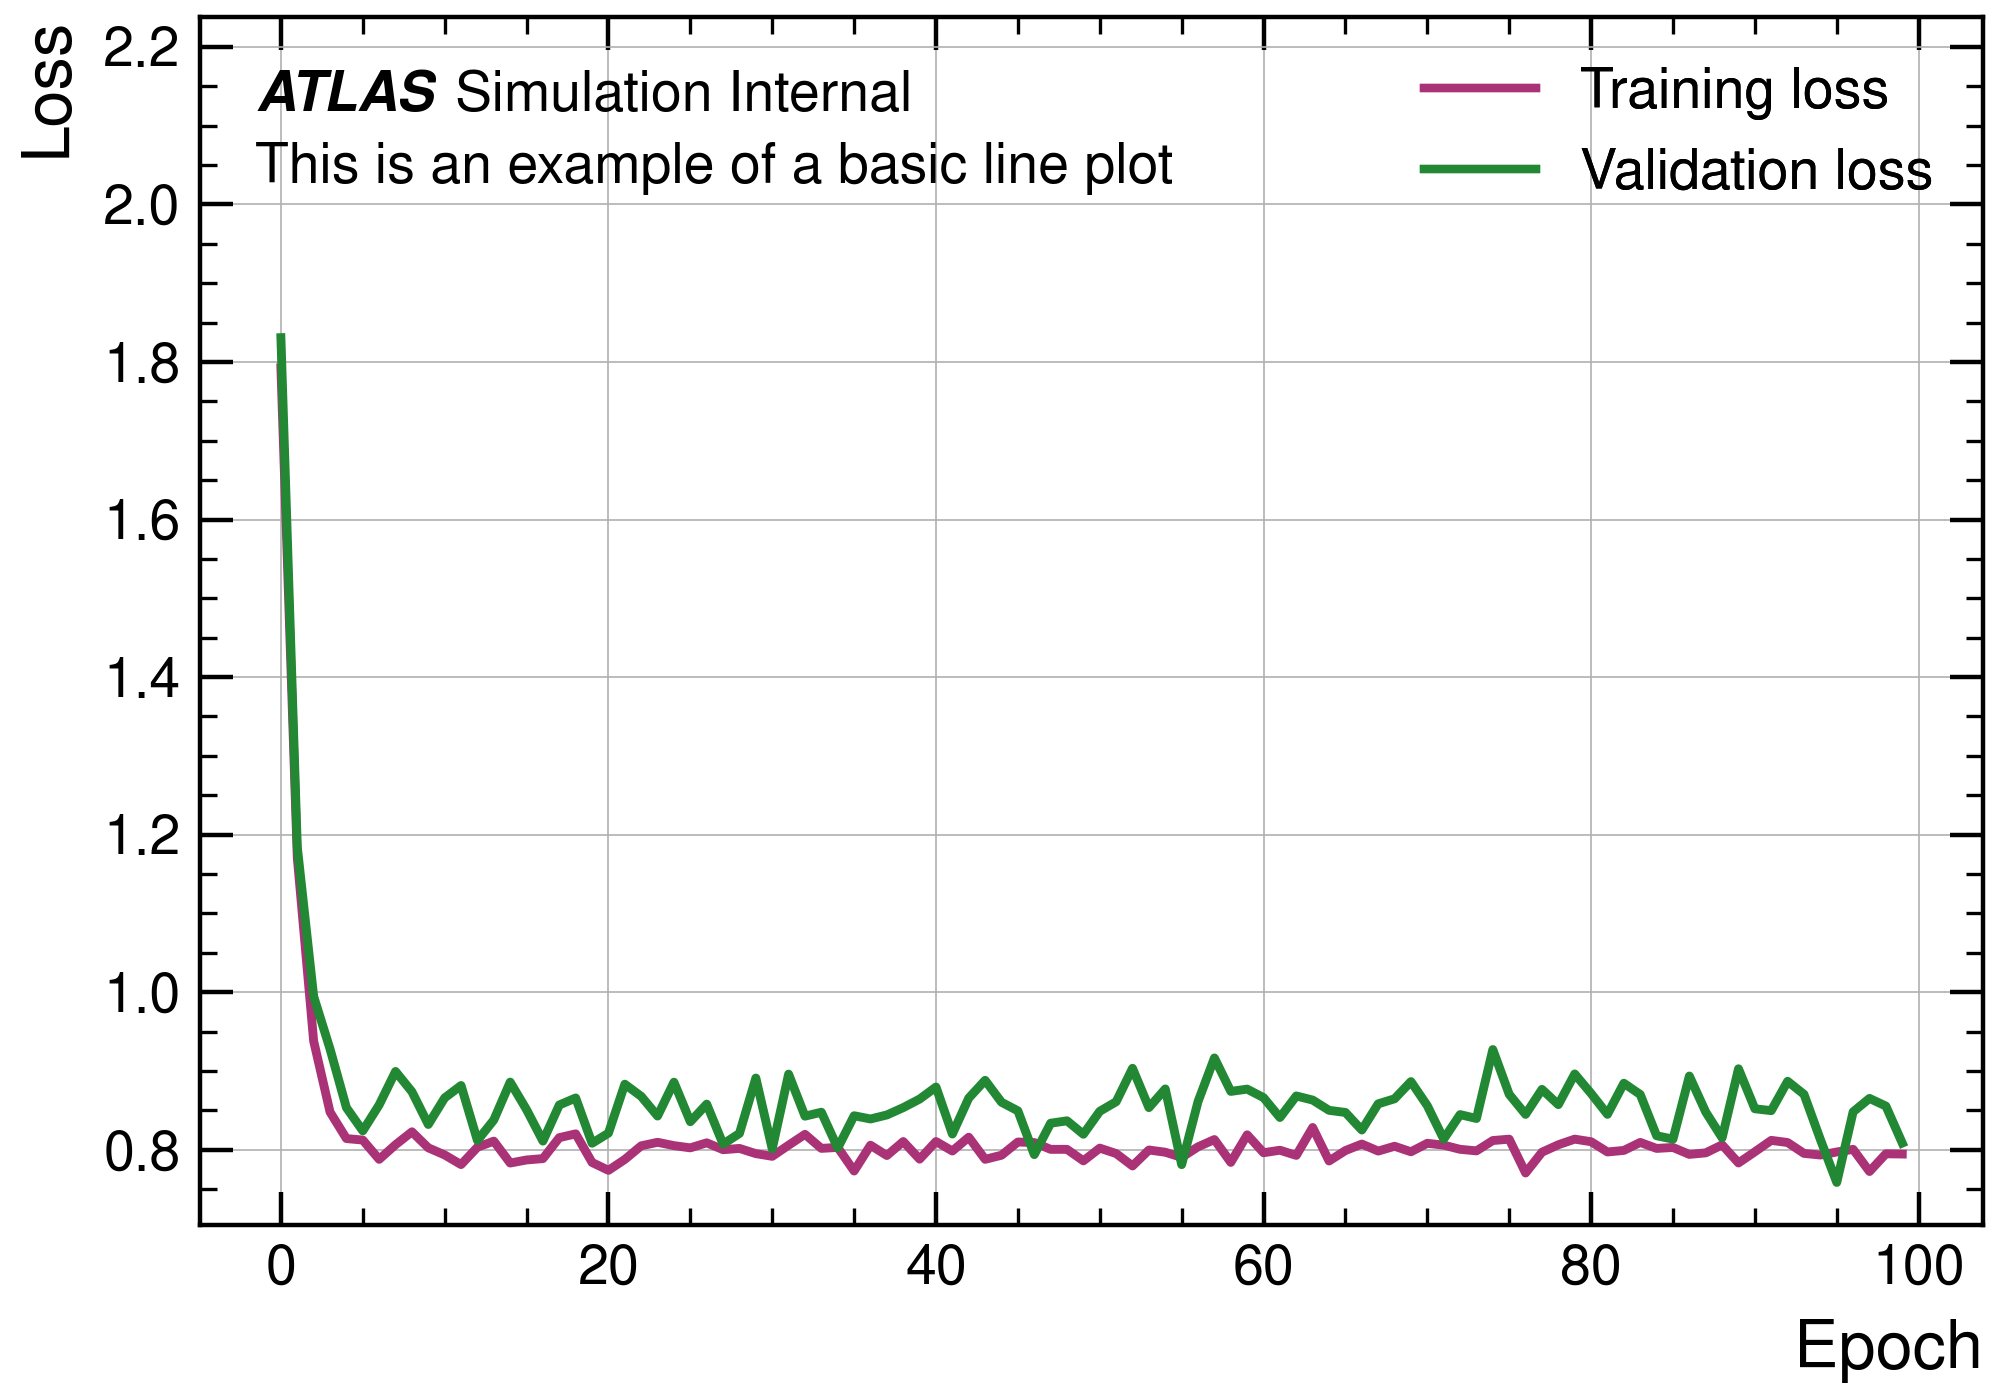 Loss
2.2
2.0
1.8
1.6
1.4
1.2
1.0
0.8
ATLAS Simulation Internal
This is an example of a basic line plot
Training loss
Validation loss
0 20 40 60 80 100
Epoch